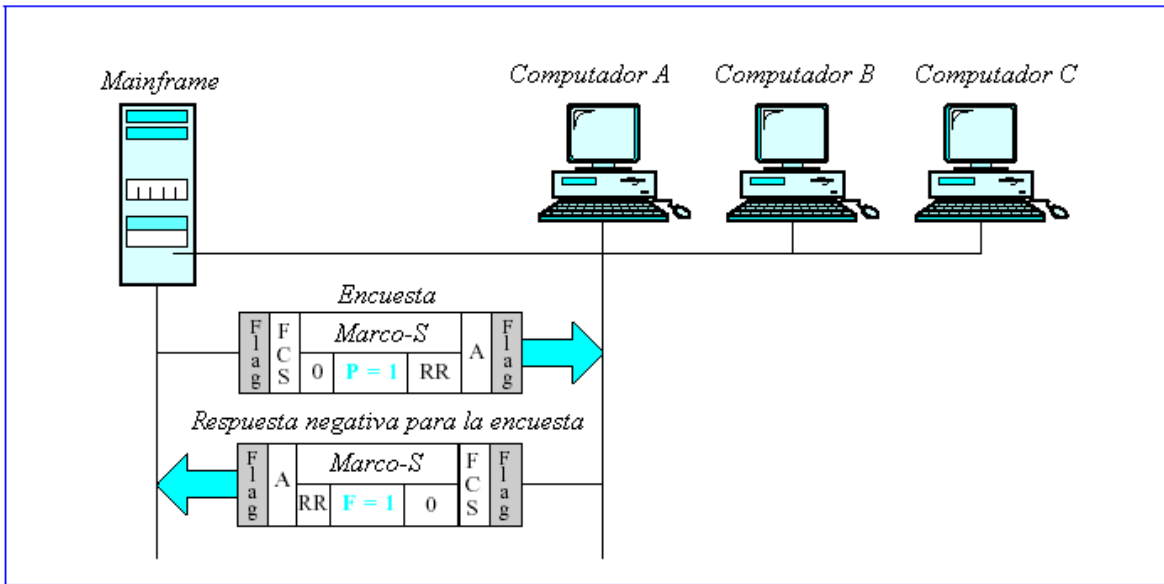 Mainframe
Computador A
Computador B
Computador C
Encuesta
Flag
FCS
Marco-S
0 P = 1 RR
A
Flag
Respuesta negativa para la encuesta
Flag
A
Marco-S
RR F = 1 0
FCS
Flag